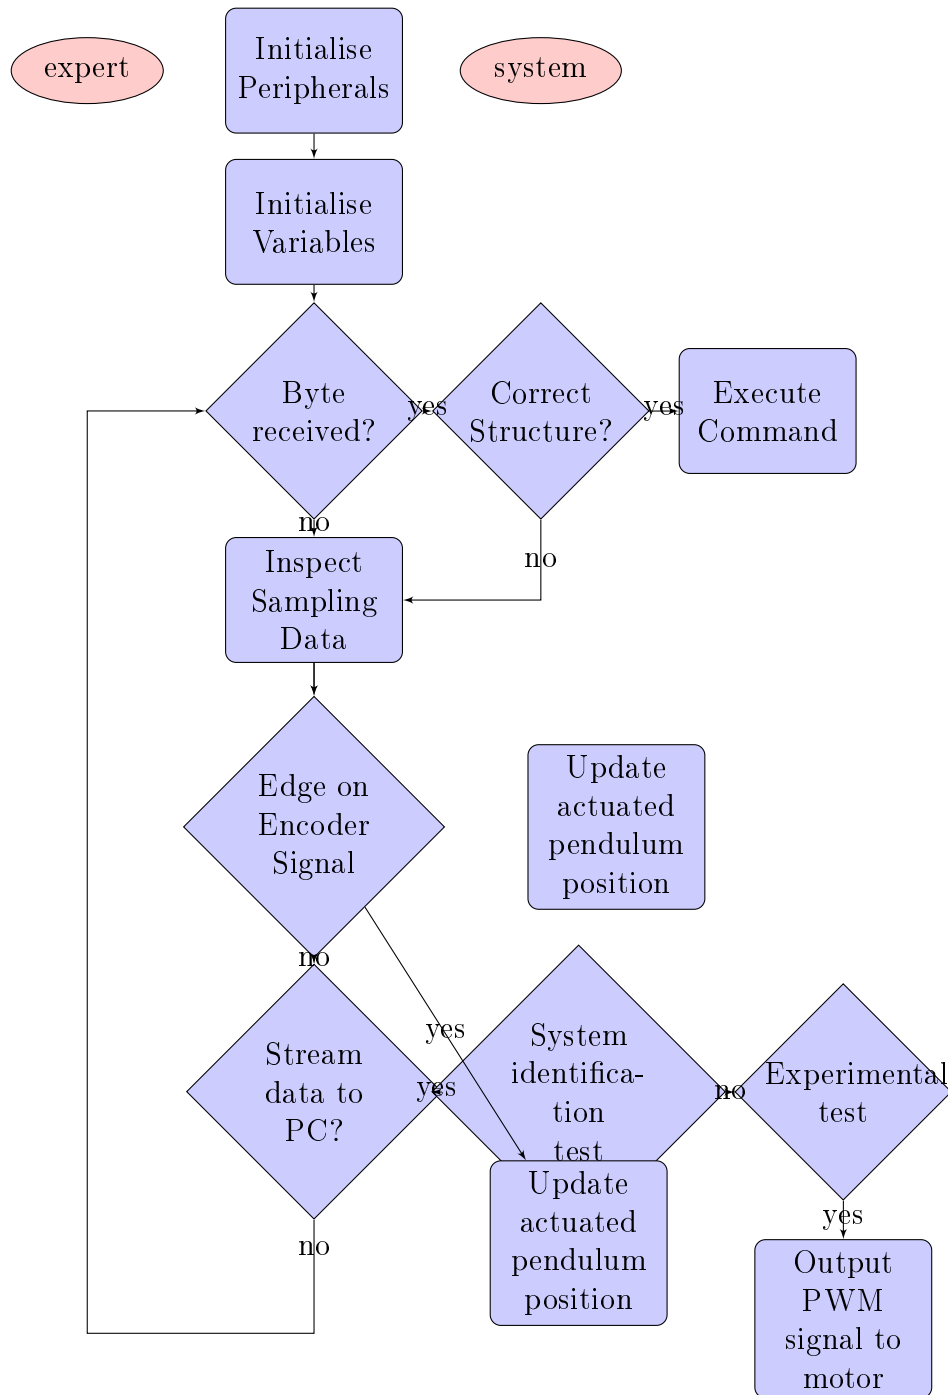 expert
Initialise
Peripherals
system
Initialise
Variables
Byte
received?
yes
Correct
Structure?
yes
Execute
Command
no
no
Inspect
Sampling
Data
Edge on
Encoder
Signal
Update
actuated
pendulum
position
no
yes
Stream
data to
PC?
yes
System
identifica-
tion
test
no
Experimental
test
no
Update
actuated
pendulum
position
yes
Output
PWM
signal to
motor